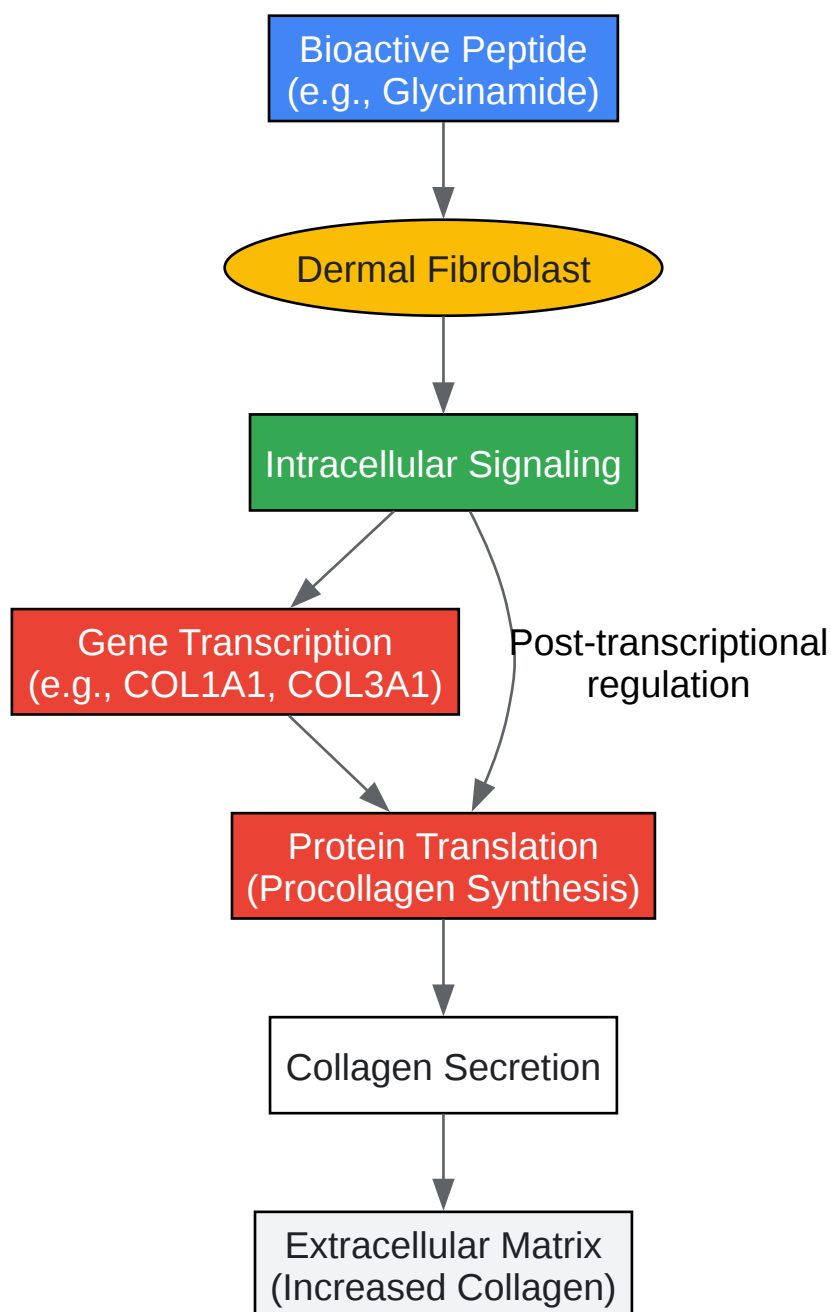 Bioactive Peptide
(e.g., Glycinamide)
Dermal Fibroblast
Intracellular Signaling
Gene Transcription
(e.g., COL1A1, COL3A1)
Post-transcriptional
regulation
Protein Translation
(Procollagen Synthesis)
Collagen Secretion
Extracellular Matrix
(Increased Collagen)